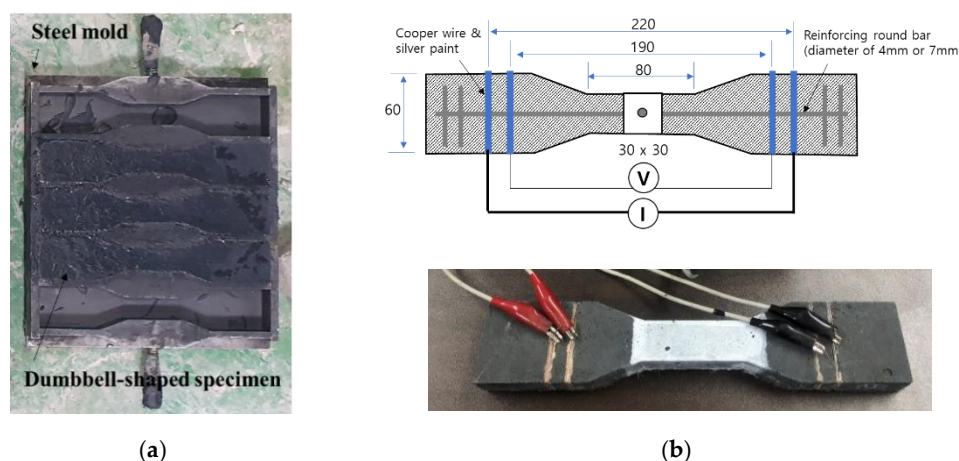 Steel mold
Dumbbell-shaped specimen
(a)
220
190
80
60
30 x 30
Cooper wire &
silver paint
Reinforcing round bar
(diameter of 4mm or 7mm
V
I
(b)